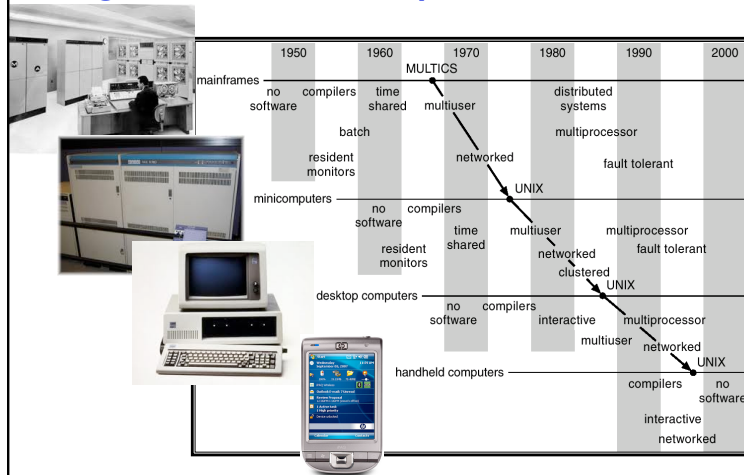 1950 1960 1970 1980 1990 2000
MULTICS
mainframes
no software
compilers
time shared
multiuser
distributed systems
batch
multiprocessor
resident monitors
networked
fault tolerant
UNIX
minicomputers
no software
compilers
time shared
multiuser
multiprocessor
resident monitors
networked
fault tolerant
clustered
UNIX
desktop computers
no software
compilers
interactive
multiprocessor
multiuser
networked
UNIX
handheld computers
compilers
no software
interactive
networked